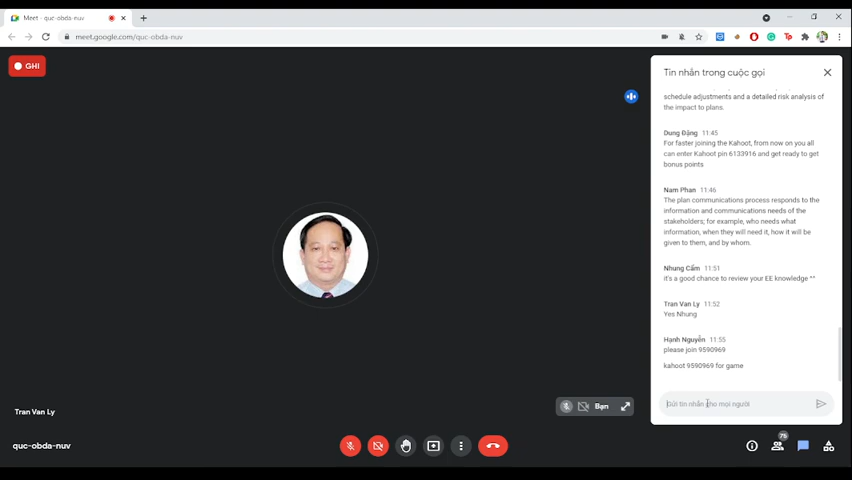 Meet - quc-obda-nuv
meet.google.com/quc-obda-nuv
GHI
Tin nhắn trong cuộc gọi
schedule adjustments and a detailed risk analysis of
the impact to plans.
Dung Đặng 11:45
For faster joining the Kahoot, from now on you all
can enter Kahoot pin 6133916 and get ready to get
bonus points
Nam Phan 11:46
The plan communications process responds to the
information and communications needs of the
stakeholders; for example, who needs what
information, when they will need it, how it will be
given to them, and by whom.
Nhung Cẩm 11:51
it's a good chance to review your EE knowledge ^^
Tran Van Ly 11:52
Yes Nhung
Hạnh Nguyễn 11:55
please join 9590969
kahoot 9590969 for game
Gửi tin nhắn cho mọi người
Bạn
Tran Van Ly
quc-obda-nuv
75